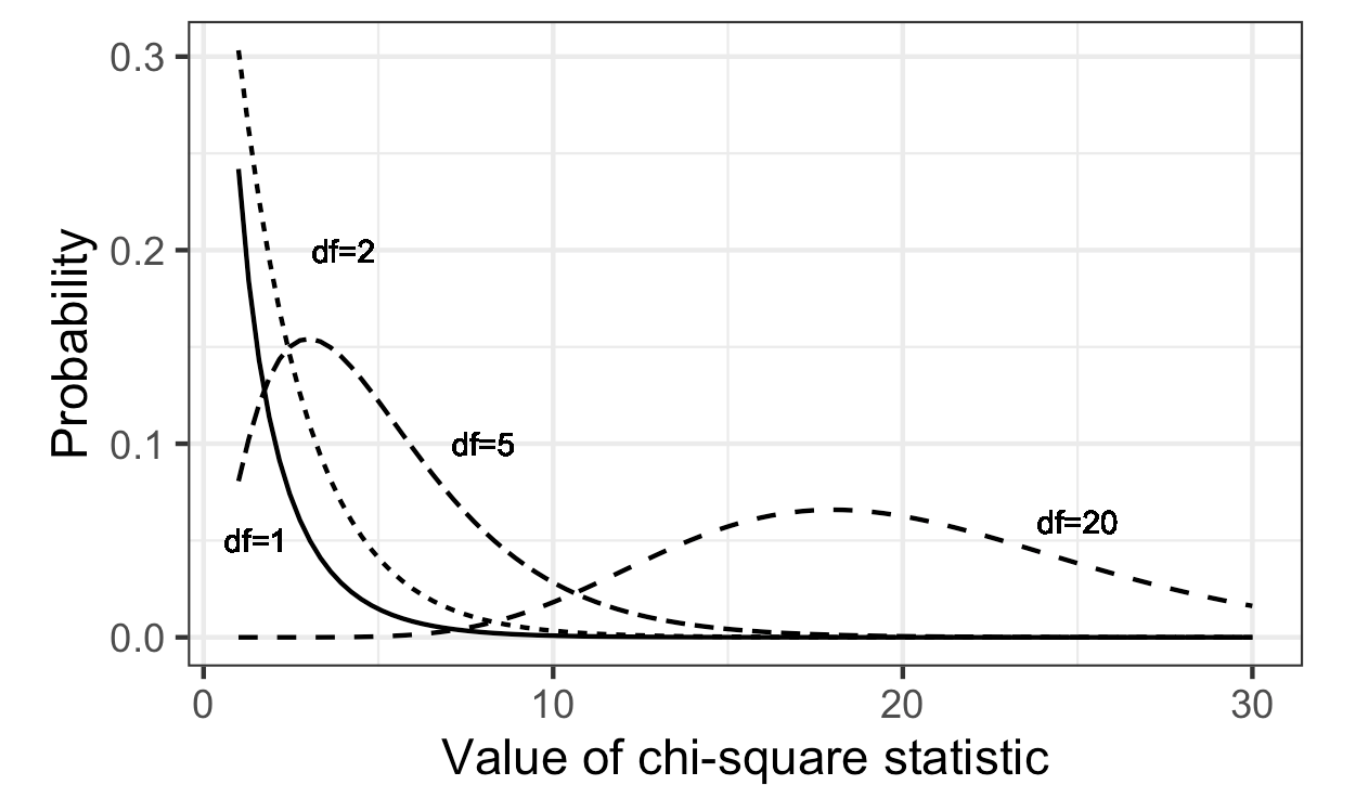 0.3
0.2
0.1
0.0
Probability
df=2
df=5
df=1
df=20
0 10 20 30
Value of chi-square statistic